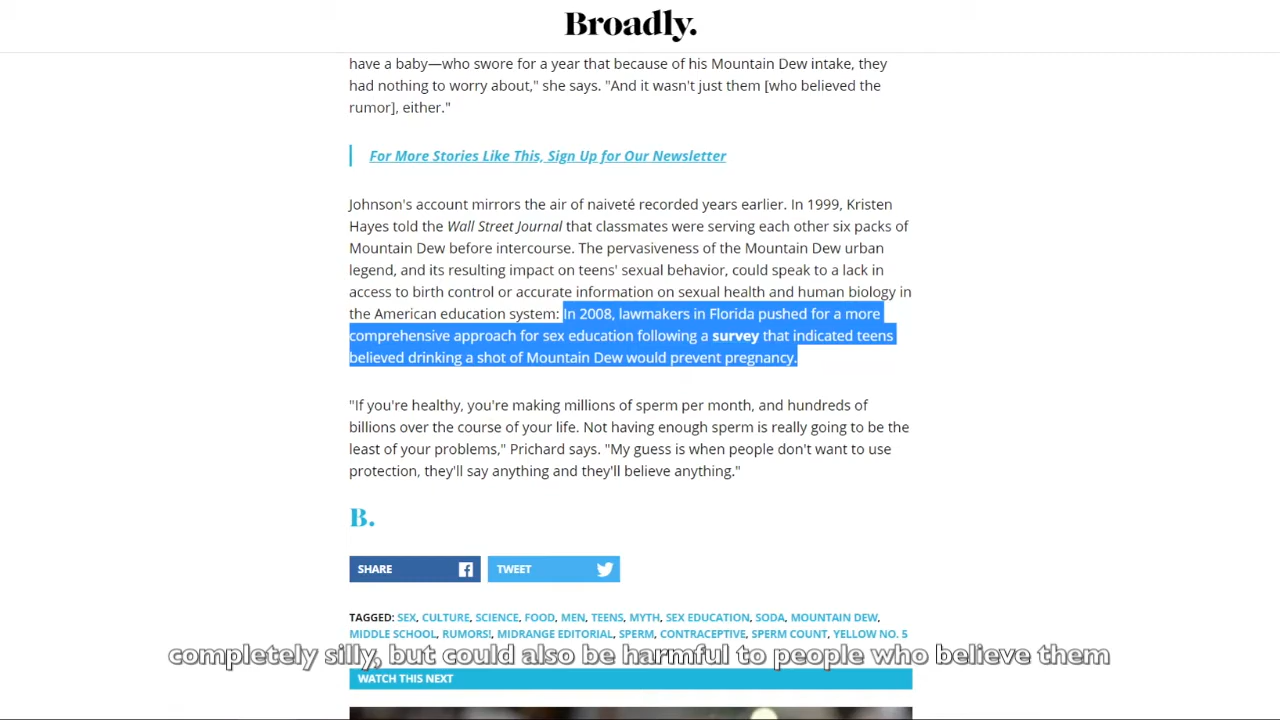 Broadly.
have a baby—who swore for a year that because of his Mountain Dew intake, they
had nothing to worry about," she says. "And it wasn't just them [who believed the
rumor], either."
For More Stories Like This, Sign Up for Our Newsletter
Johnson's account mirrors the air of naiveté recorded years earlier. In 1999, Kristen
Hayes told the Wall Street Journal that classmates were serving each other six packs of
Mountain Dew before intercourse. The pervasiveness of the Mountain Dew urban
legend, and its resulting impact on teens' sexual behavior, could speak to a lack in
access to birth control or accurate information on sexual health and human biology in
the American education system: In 2008, lawmakers in Florida pushed for a more
comprehensive approach for sex education following a survey that indicated teens
believed drinking a shot of Mountain Dew would prevent pregnancy.
"If you're healthy, you're making millions of sperm per month, and hundreds of
billions over the course of your life. Not having enough sperm is really going to be the
least of your problems," Prichard says. "My guess is when people don't want to use
protection, they'll say anything and they'll believe anything."
B.
SHARE
TWEET
TAGGED: SEX, CULTURE, SCIENCE, FOOD, MEN, TEENS, MYTH, SEX EDUCATION, SODA, MOUNTAIN DEW,
MIDDLE SCHOOL, RUMORS!, MIDRANGE EDITORIAL, SPERM, CONTRACEPTIVE, SPERM COUNT, YELLOW NO. 5
completely silly, but could also be harmful to people who believe them
WATCH THIS NEXT